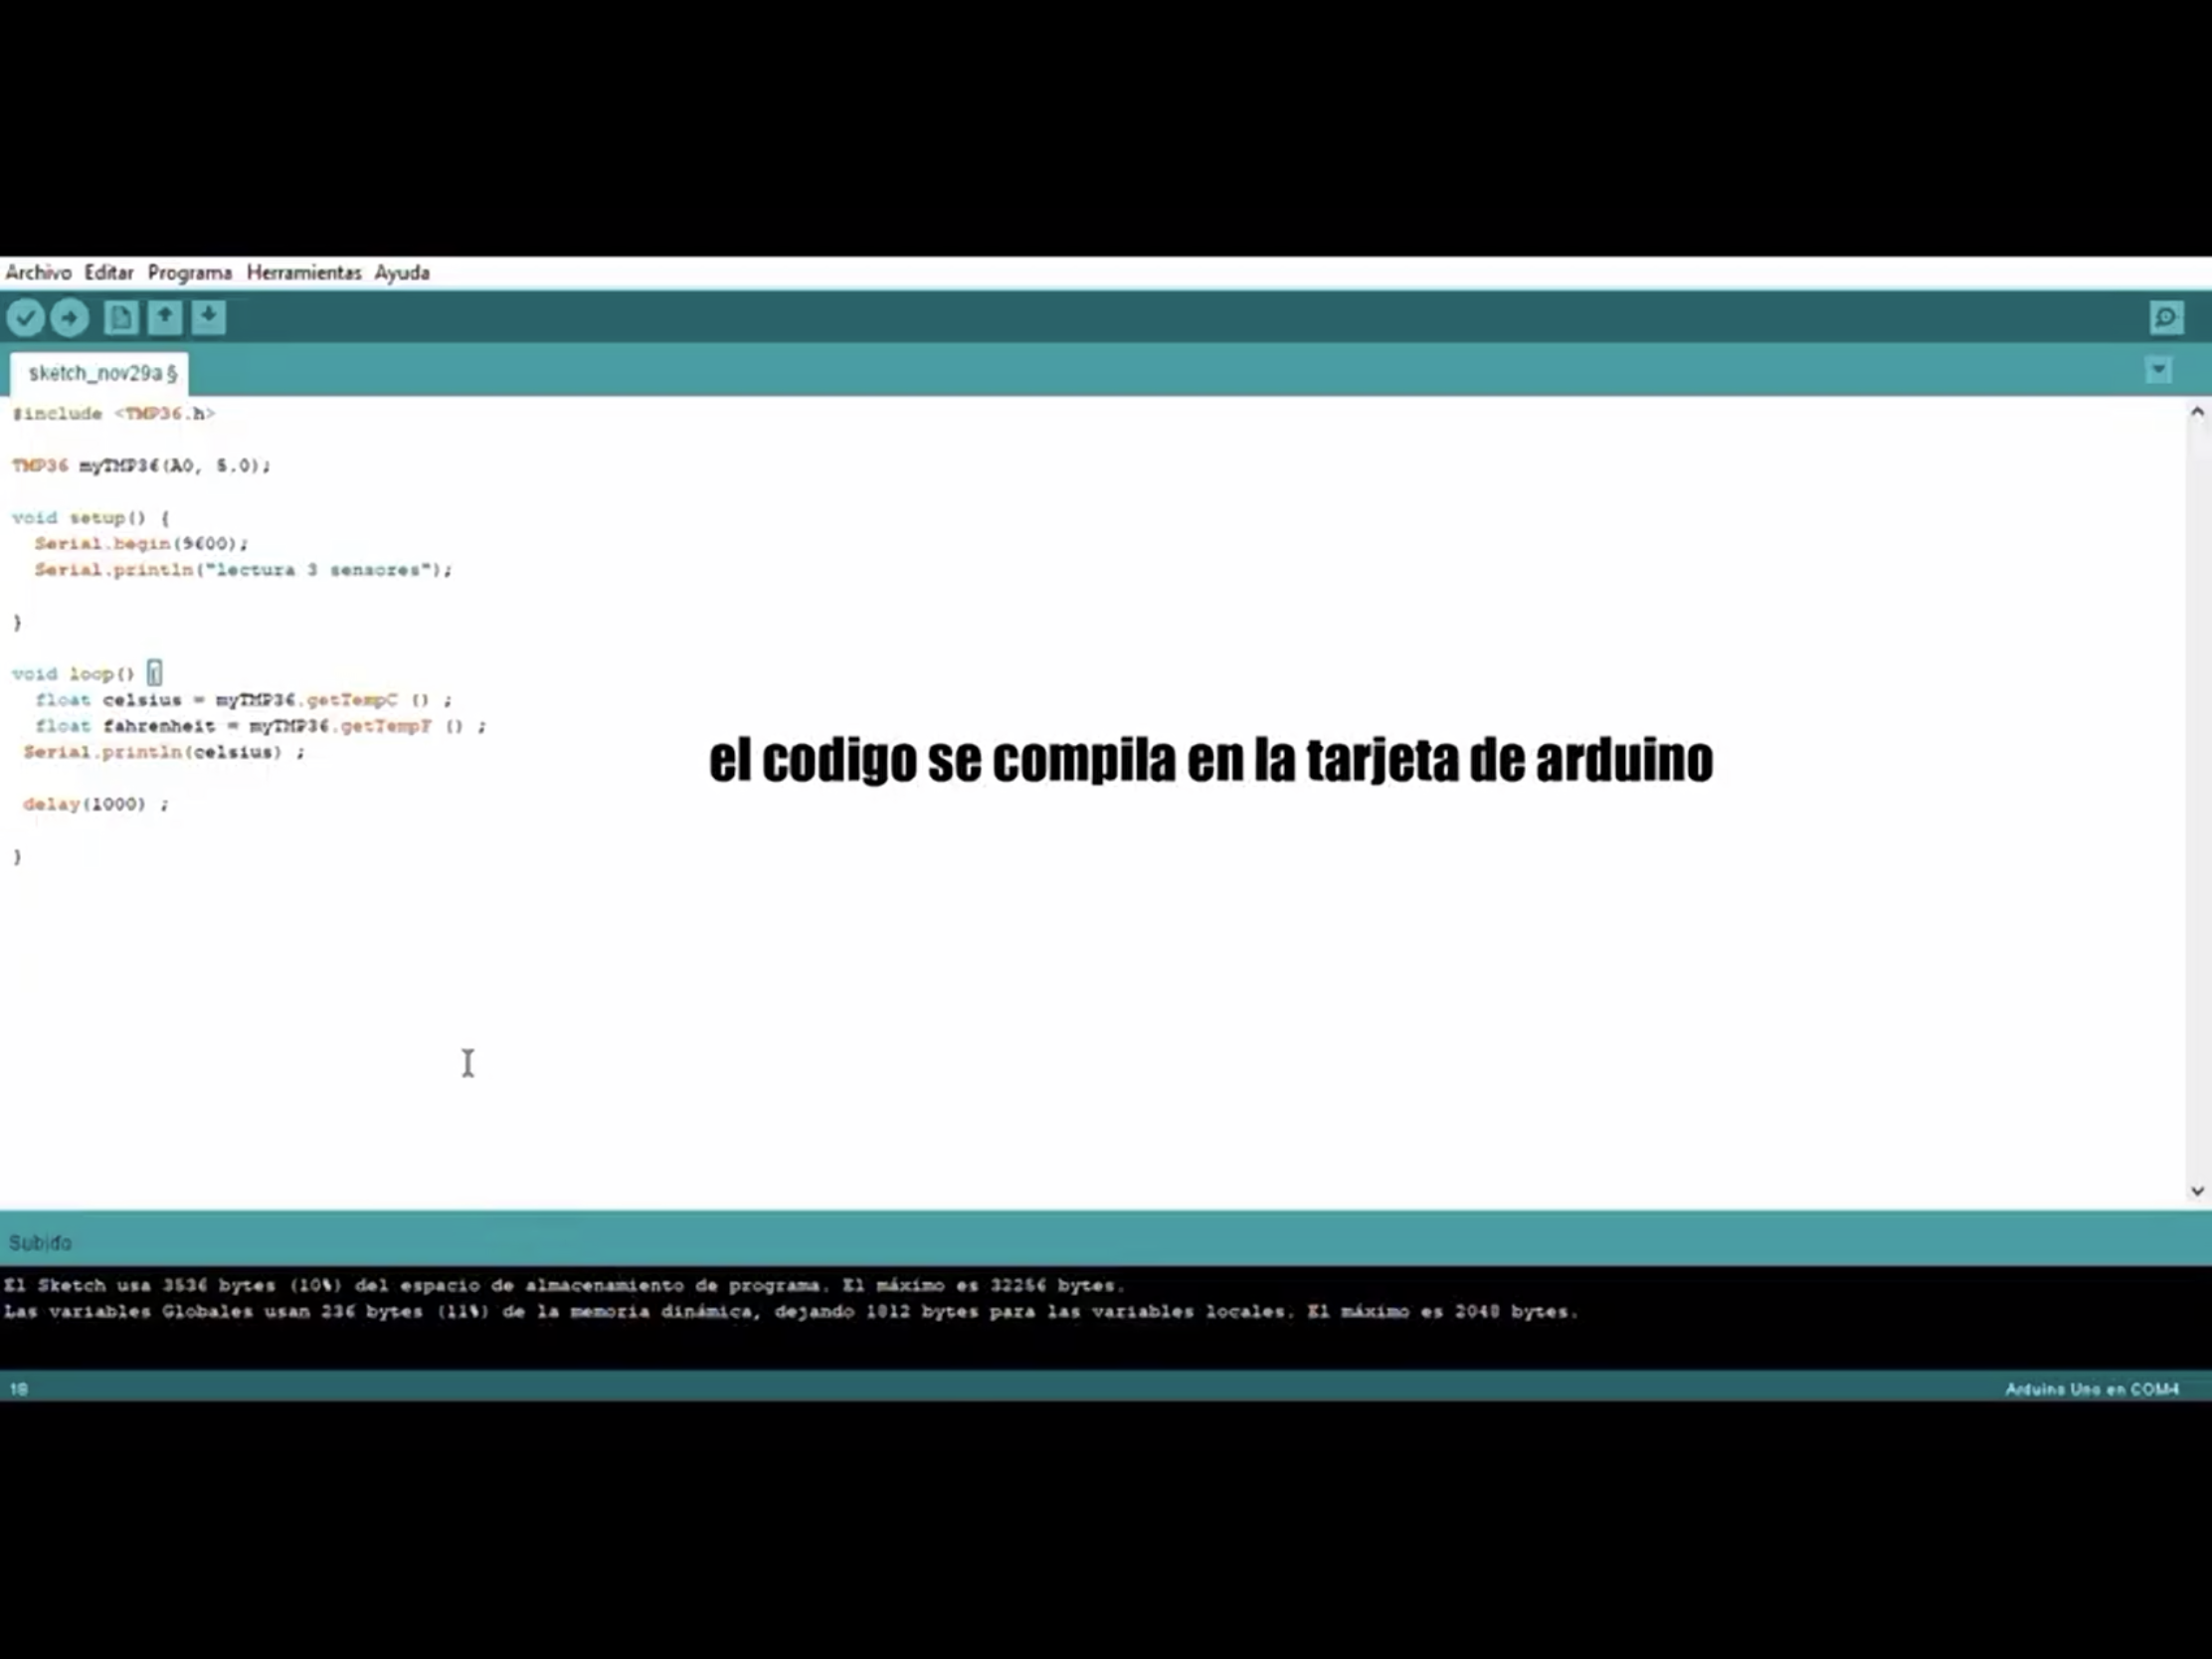 Archivo Editar Programa Herramientas Ayuda
sketch_nov29a §
#include <TMP36.h>
TMP36 myTMP36(A0, 5.0);
void setup() {
Serial.begin(9600);
Serial.println("lectura 3 sensores");
}
void loop() {
float celsius = myTMP36.getTempC () ;
float fahrenheit = myTMP36.getTempF () ;
Serial.println(celsius) ;
delay(1000) ;
}
el codigo se compila en la tarjeta de arduino
Subido
El Sketch usa 3536 bytes (10%) del espacio de almacenamiento de programa. El máximo es 32256 bytes.
Las variables Globales usan 236 bytes (11%) de la memoria dinámica, dejando 1812 bytes para las variables locales. El máximo es 2048 bytes.
18
Arduino Uno en COM4